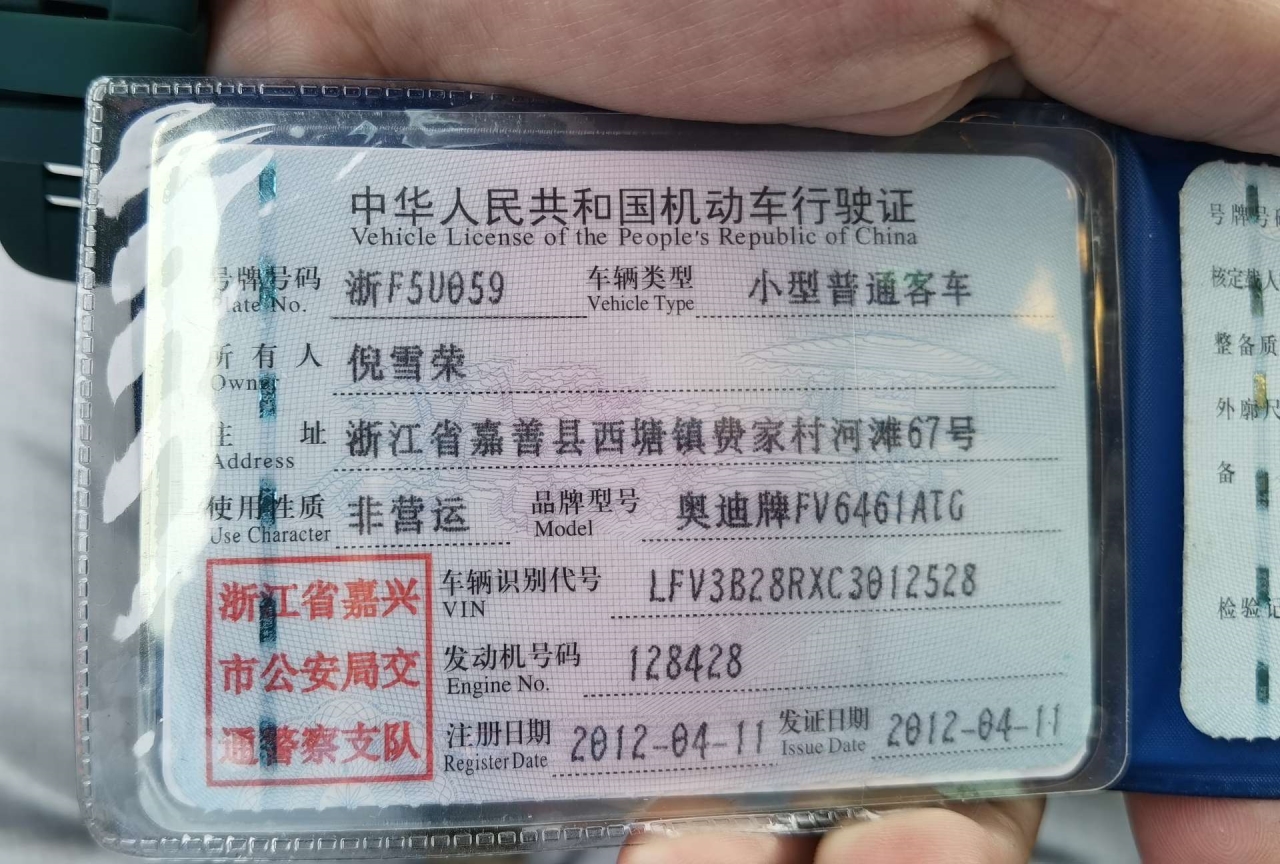 中华人民共和国机动车行驶证
Vehicle License of the People's Republic of China
号牌号码 浙F5U059 车辆类型 小型普通客车
Plate No. Vehicle Type
所有人 倪雪荣
Owner
住址 浙江省嘉善县西塘镇费家村河滩67号
Address
使用性质 非营运 品牌型号 奥迪牌FV6461ATG
Use Character Model
浙江省嘉兴
市公安局交
通警察支队
车辆识别代号 LFV3B28RXC3012528
VIN
发动机号码 128428
Engine No.
注册日期 2012-04-11 发证日期 2012-04-11
Register Date Issue Date
号牌号
核定载人
整备质
外廓尺
备
检验记